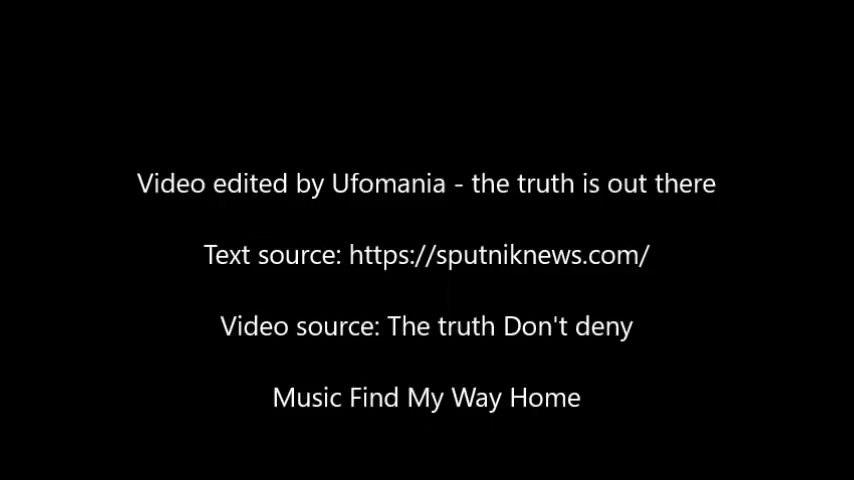 Video edited by Ufomania - the truth is out there
Text source: https://sputniknews.com/
Video source: The truth Don't deny
Music Find My Way Home